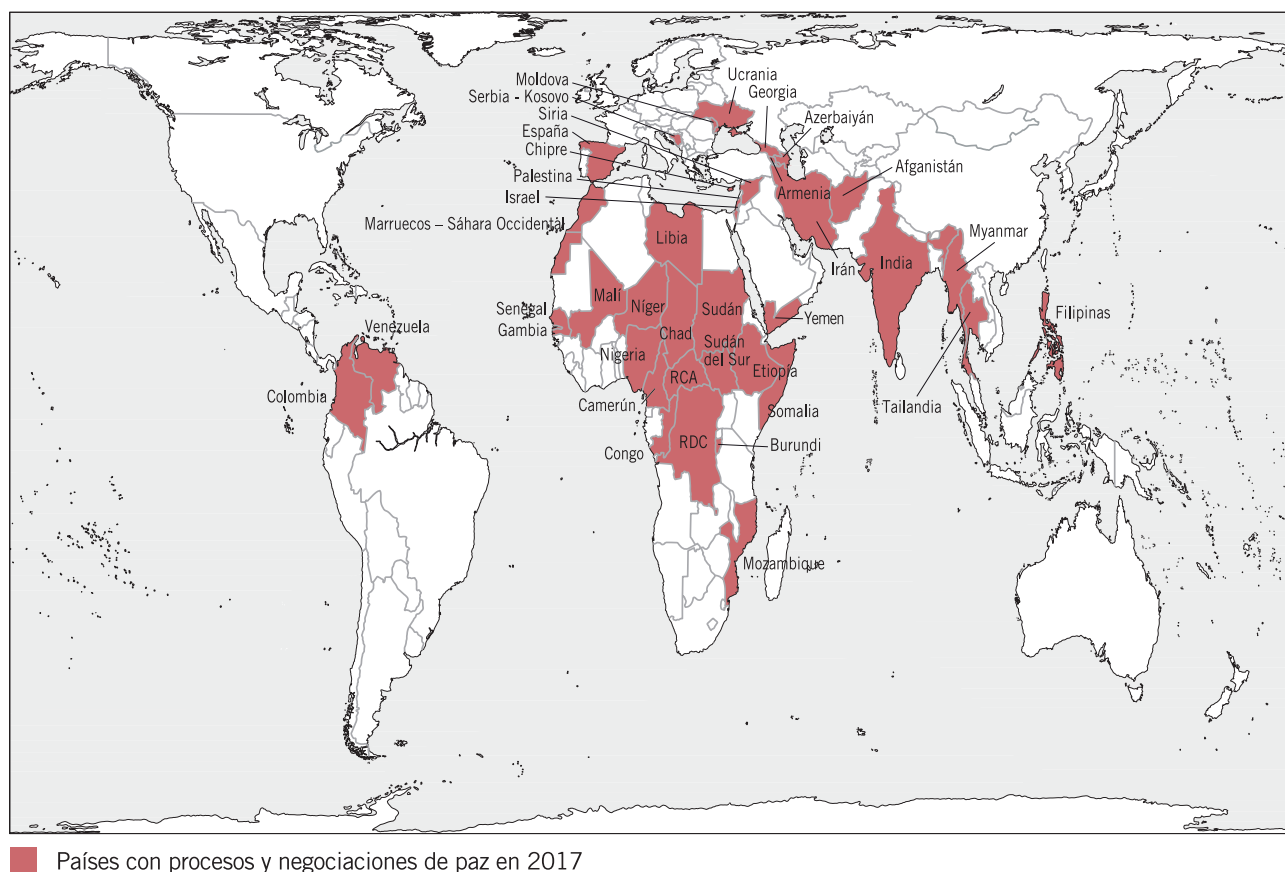 Moldova
Ucrania
Serbia - Kosovo
Georgia
Siria
Azerbaiyán
España
Chipre
Afganistán
Palestina
Armenia
Israel
Marruecos – Sáhara Occidental
Libia
Myanmar
Irán
India
Malí
Níger
Sudán
Senegal
Gambia
Yemen
Filipinas
Venezuela
Chad
Nigeria
Sudán
del Sur
Etiopía
RCA
Colombia
Camerún
Tailandia
Somalia
RDC
Burundi
Congo
Mozambique
Países con procesos y negociaciones de paz en 2017